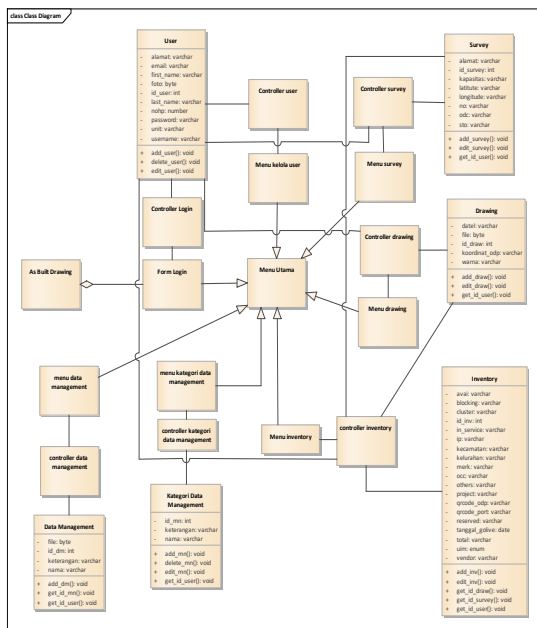 class Class Diagram
User
- alamat: varchar
- email: varchar
- first_name: varchar
- foto: byte
- id_user: int
- last_name: varchar
- nohp: number
- password: varchar
- unit: varchar
- username: varchar
+ add_user(): void
+ delete_user(): void
+ edit_user(): void
Controller user
Menu kelola user
Controller survey
Menu survey
Survey
- alamat: varchar
- id_survey: int
- kapasitas: varchar
- latitute: varchar
- longitude: varchar
- no: varchar
- odc: varchar
- sto: varchar
+ add_survey(): void
+ edit_survey(): void
+ get_id_user(): void
Controller Login
Form Login
As Built Drawing
Menu Utama
Controller drawing
Menu drawing
Drawing
- datel: varchar
- file: byte
- id_draw: int
- koordinat_odp: varchar
- warna: varchar
+ add_draw(): void
+ edit_draw(): void
+ get_id_user(): void
menu data
management
controller data
management
Data Management
- file: byte
- id_dm: int
- keterangan: varchar
- nama: varchar
+ add_dm(): void
+ get_id_mn(): void
+ get_id_user(): void
menu kategori data
management
controller kategori
data management
Kategori Data
Management
- id_mn: int
- keterangan: varchar
- nama: varchar
+ add_mn(): void
+ delete_mn(): void
+ edit_mn(): void
+ get_id_user(): void
Menu inventory
controller inventory
Inventory
- avai: varchar
- blocking: varchar
- cluster: varchar
- id_inv: int
- in_service: varchar
- ip: varchar
- kecamatan: varchar
- kelurahan: varchar
- merk: varchar
- occ: varchar
- others: varchar
- project: varchar
- qrcode_odp: varchar
- qrcode_port: varchar
- reserved: varchar
- tanggal_golive: date
- total: varchar
- uim: enum
- vendor: varchar
+ add_inv(): void
+ edit_inv(): void
+ get_id_draw(): void
+ get_id_survey(): void
+ get_id_user(): void